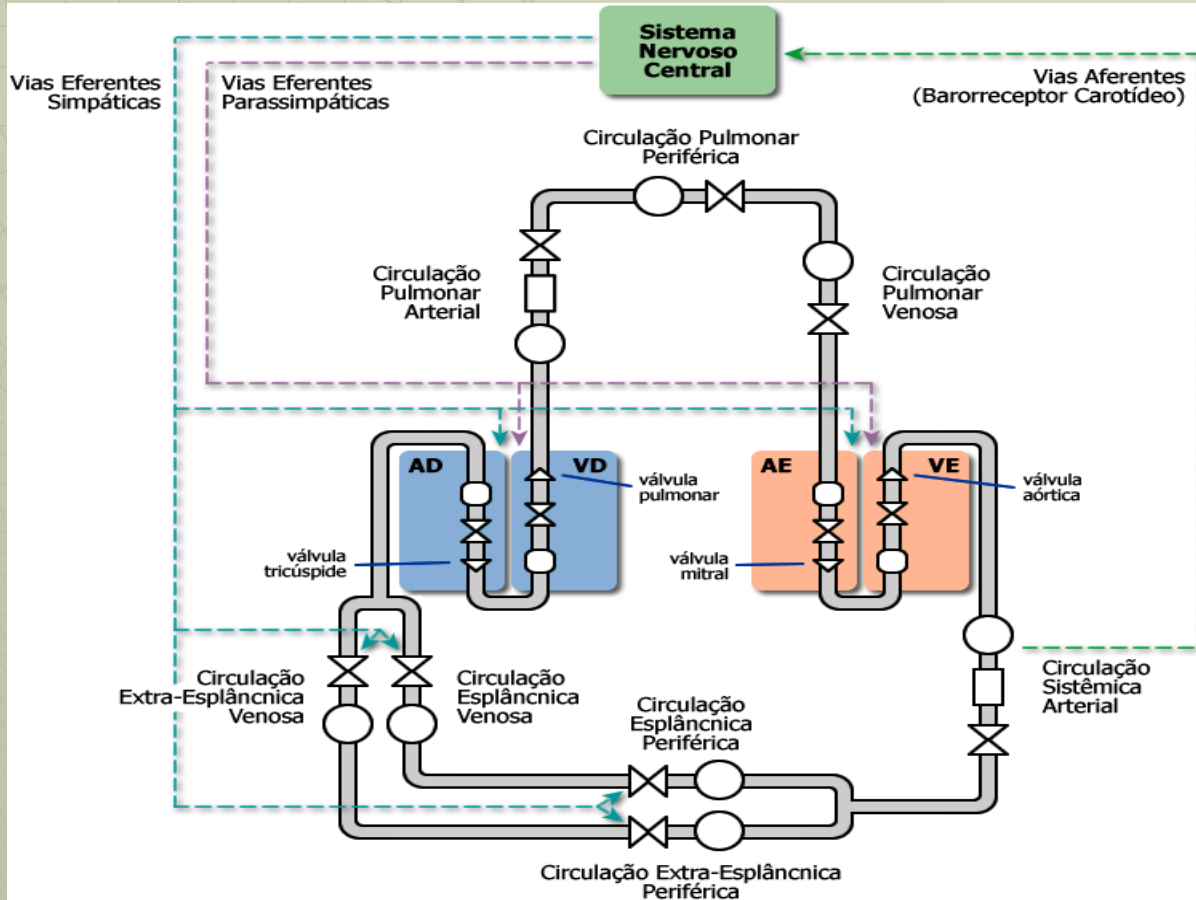 Sistema
Nervoso
Central
Vias Eferentes
Simpáticas
Vias Eferentes
Parassimpáticas
Vias Aferentes
(Barorreceptor Carotídeo)
Circulação Pulmonar
Periférica
Circulação
Pulmonar
Arterial
Circulação
Pulmonar
Venosa
AD
VD
válvula
pulmonar
AE
VE
válvula
aórtica
válvula
tricúspide
válvula
mitral
Circulação
Extra-Esplâncnica
Venosa
Circulação
Esplâncnica
Venosa
Circulação
Esplâncnica
Periférica
Circulação
Sistêmica
Arterial
Circulação Extra-Esplâncnica
Periférica